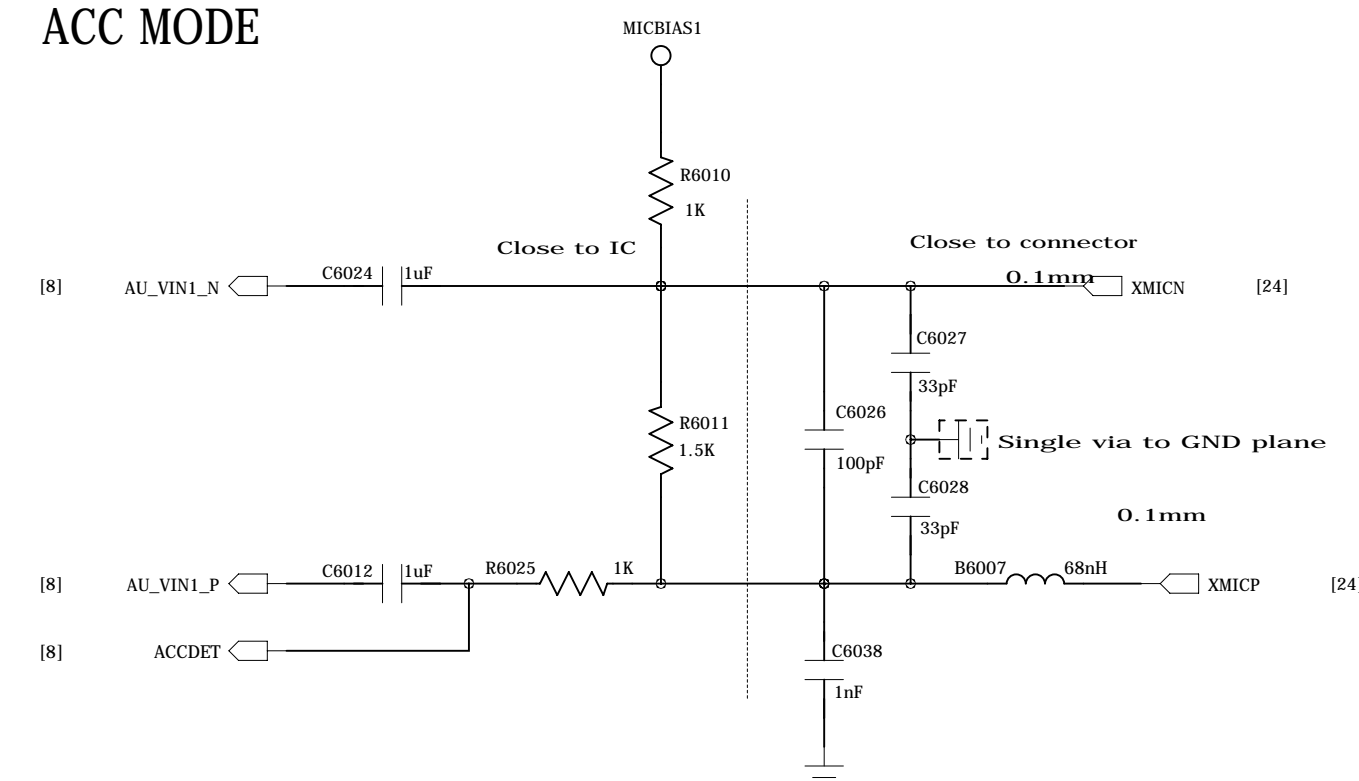 ACC MODE
MICBIAS1
R6010
1K
Close to IC
Close to connector
0.1mm
[8] AU_VIN1_N C6024 1uF
XMICN [24]
C6027
33pF
R6011
1.5K
C6026
100pF
Single via to GND plane
C6028
33pF
0.1mm
[8] AU_VIN1_P C6012 1uF R6025 1K
B6007 68nH XMICP [24]
[8] ACCDET
C6038
1nF